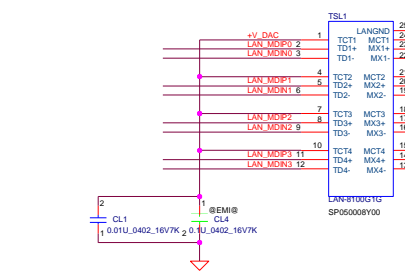 TSL1
+V_DAC 1 TCT1 MCT1
LANGND
LAN_MDIP0 2 TD1+ MX1+
LAN_MDIN0 3 TD1- MX1-
4 TCT2 MCT2
LAN_MDIP1 5 TD2+ MX2+
LAN_MDIN1 6 TD2- MX2-
7 TCT3 MCT3
LAN_MDIP2 8 TD3+ MX3+
LAN_MDIN2 9 TD3- MX3-
10 TCT4 MCT4
LAN_MDIP3 11 TD4+ MX4+
LAN_MDIN3 12 TD4- MX4-
LAN-8100G1G
SP050008Y00
2 1 @EMI@
CL1 CL4
1 0.01U_0402_16V7K 2 0.1U_0402_16V7K